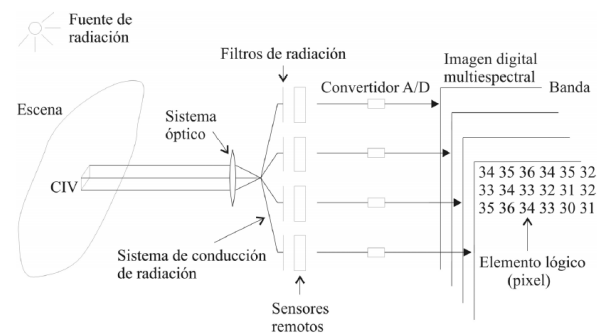 Fuente de
radiación
Filtros de radiación
Escena
Sistema
óptico
Convertidor A/D
Imagen digital
multiespectral
Banda
CIV
34 35 36 34 35 32
33 34 33 32 31 32
35 36 34 33 30 31
Sistema de conducción
de radiación
Elemento lógico
(pixel)
Sensores
remotos